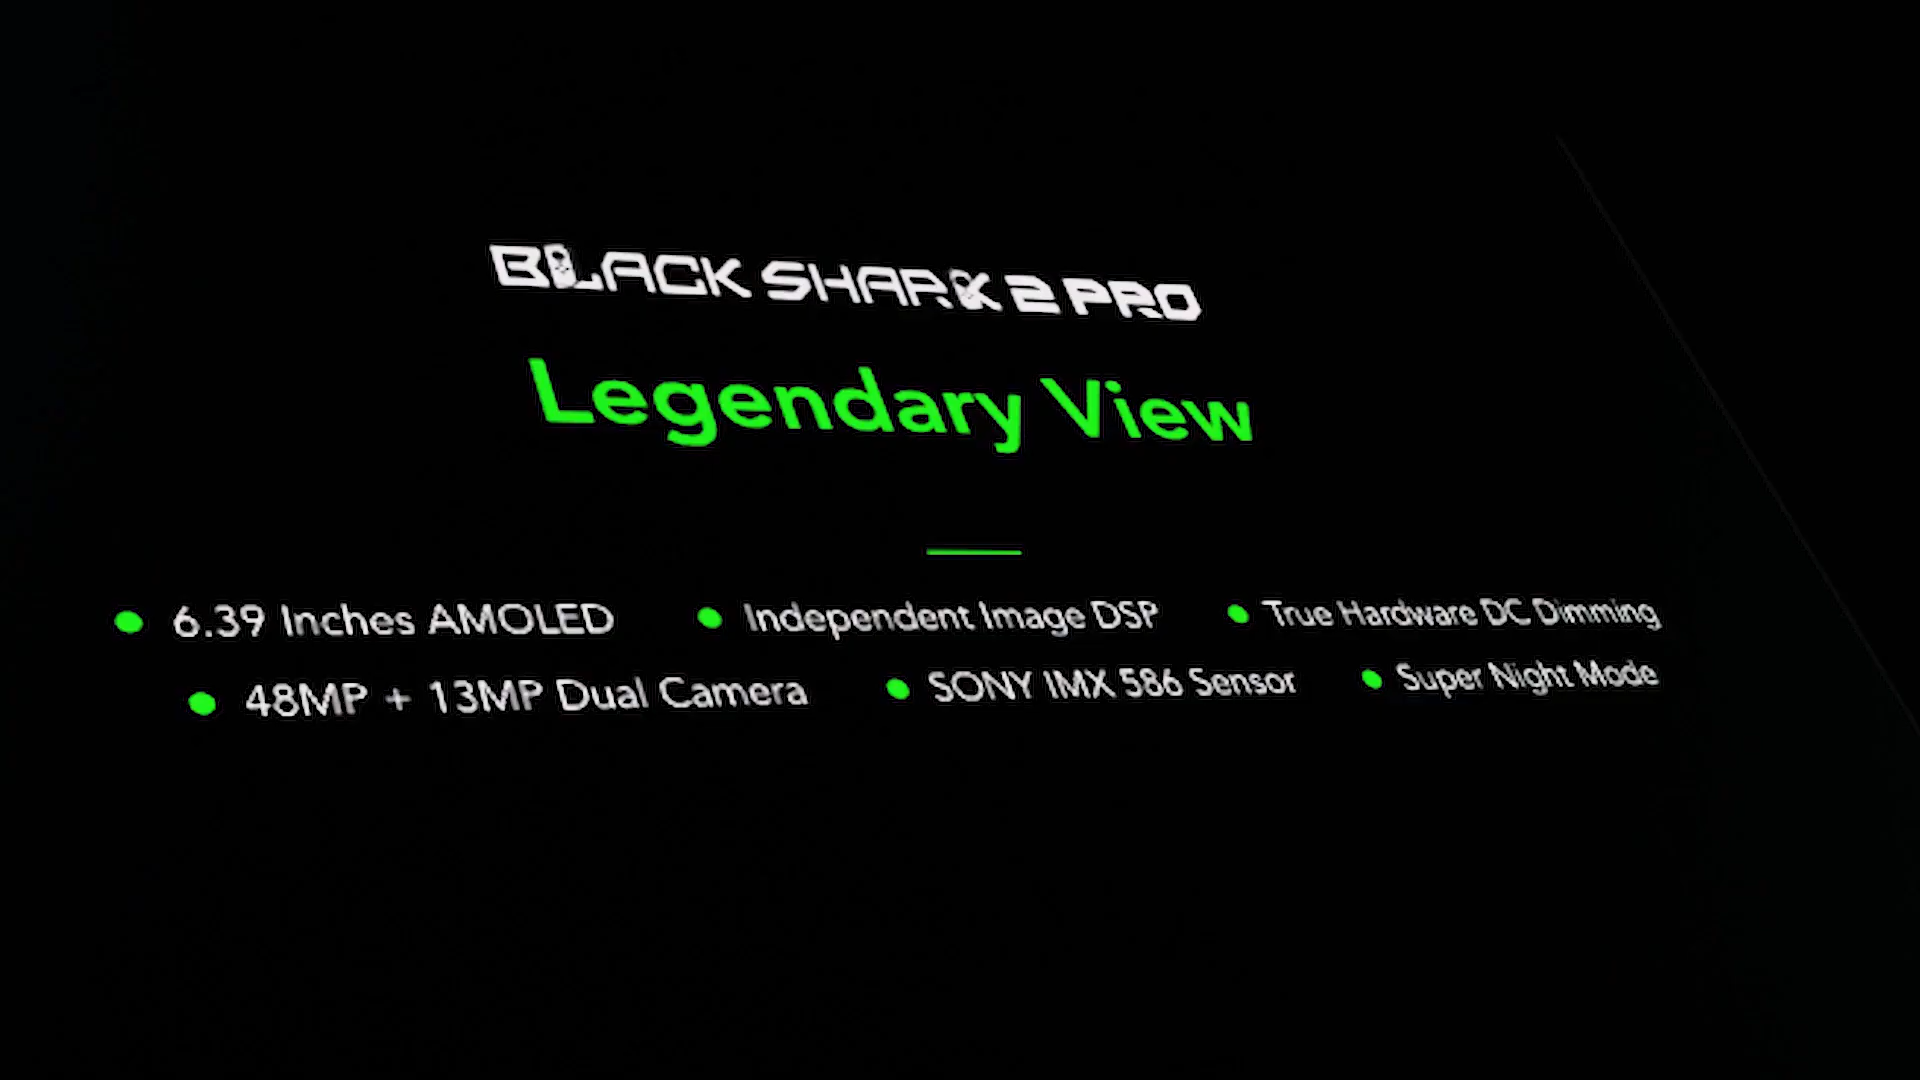 BLACK SHARK 2 PRO
Legendary View
6.39 Inches AMOLED Independent Image DSP True Hardware DC Dimming
48MP + 13MP Dual Camera SONY IMX 586 Sensor Super Night Mode